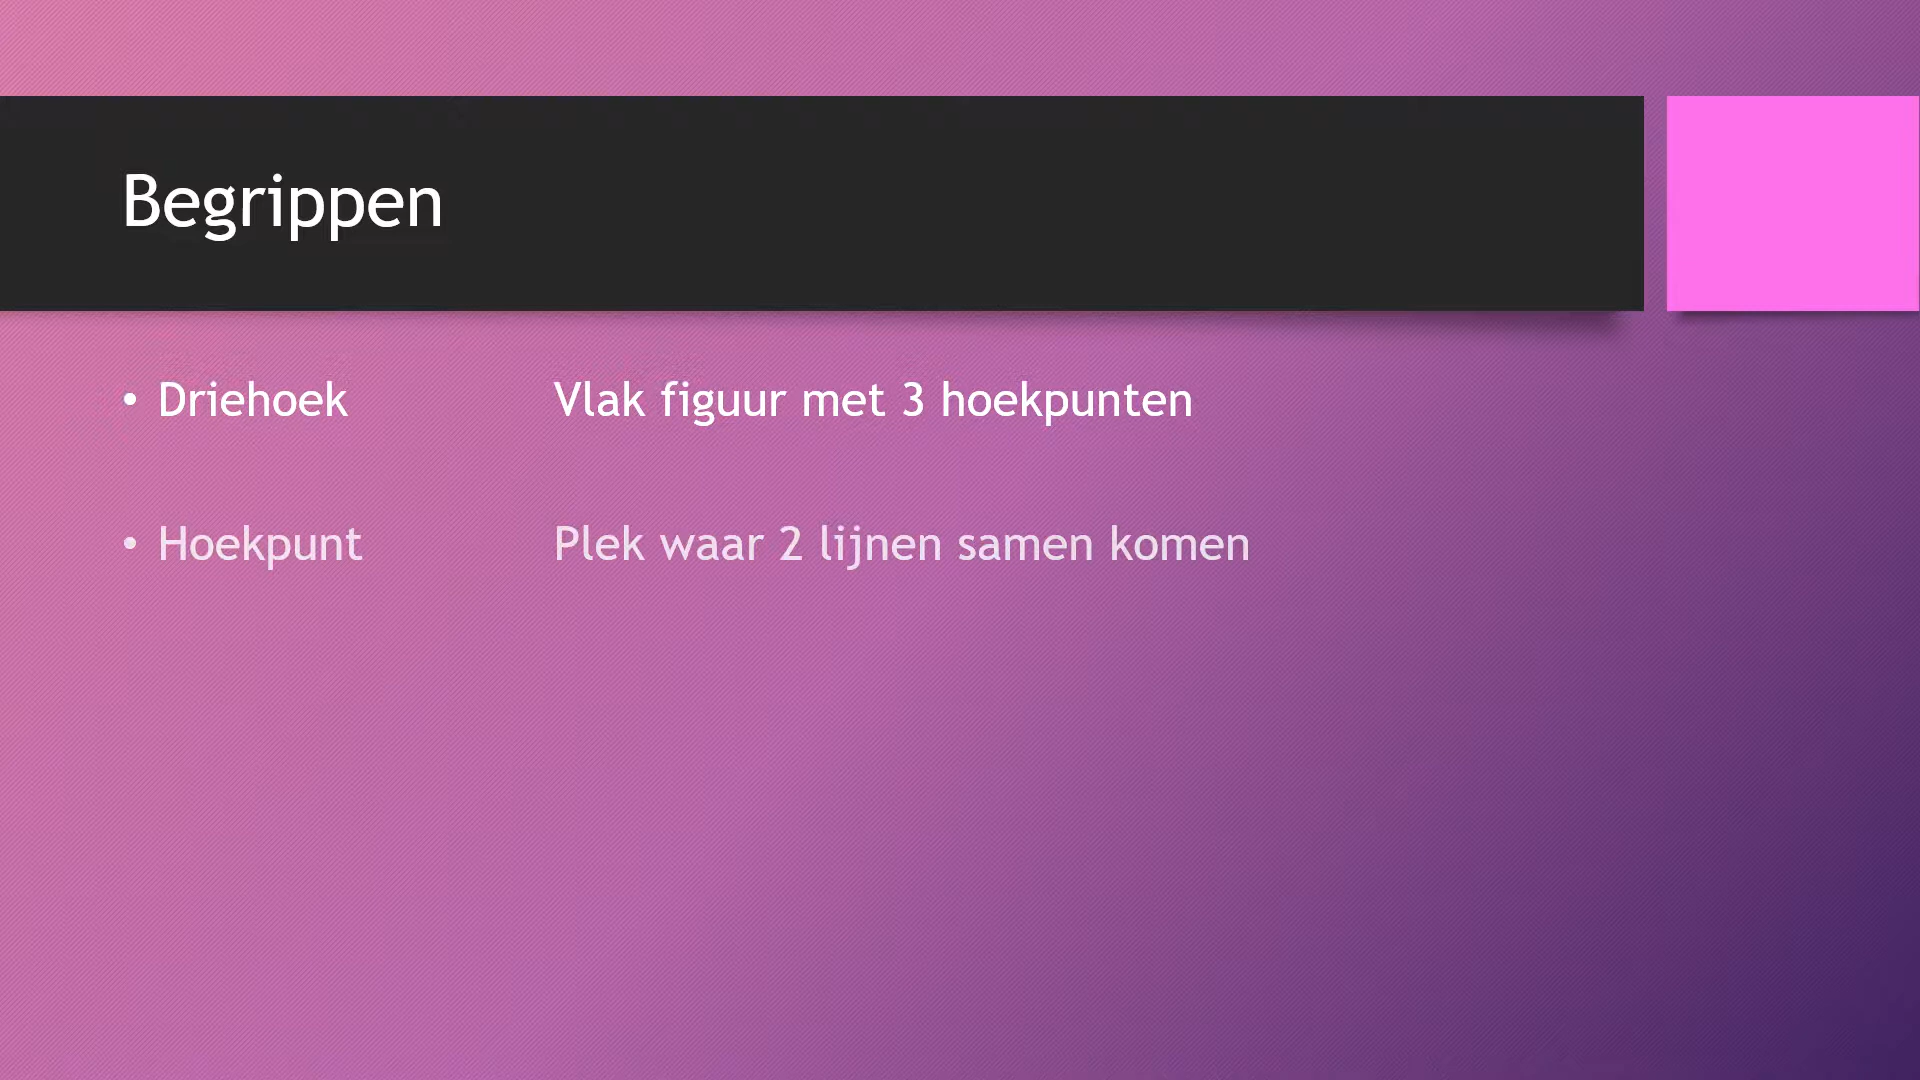 Begrippen
• Driehoek Vlak figuur met 3 hoekpunten
• Hoekpunt Plek waar 2 lijnen samen komen